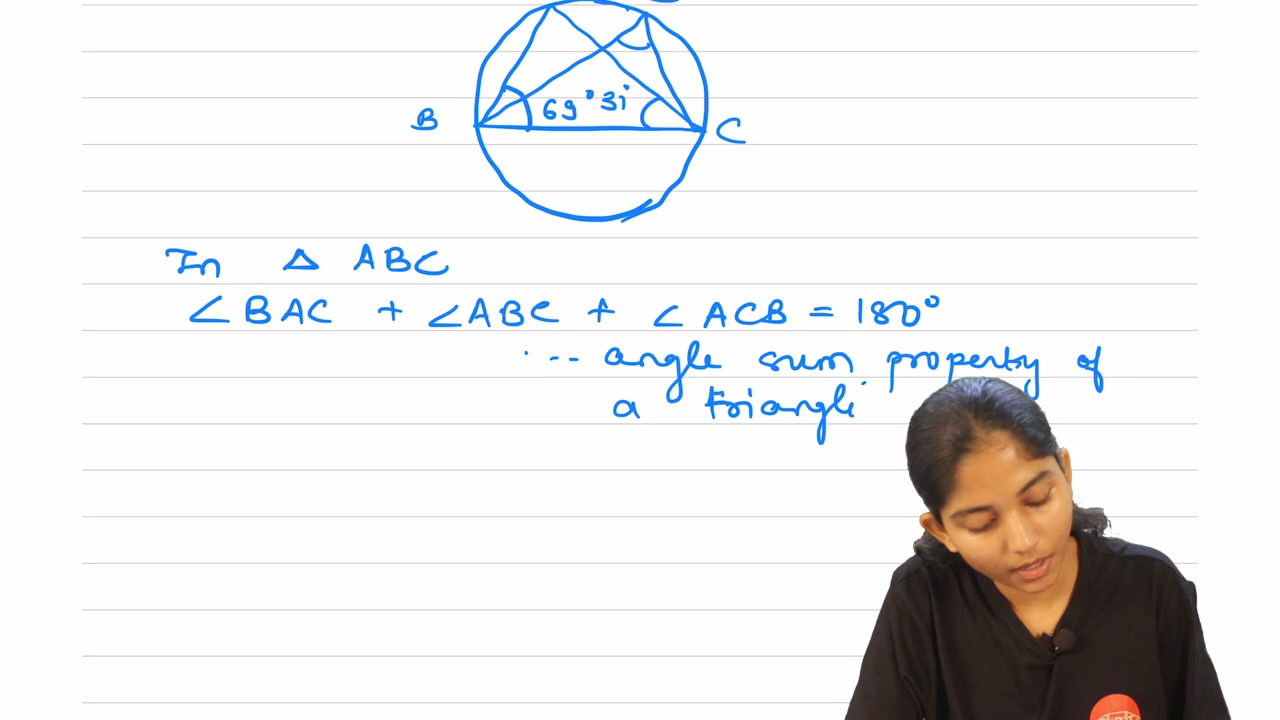 69° 31°
B
C
In △ ABC
∠BAC + ∠ABC + ∠ACB = 180°
... angle sum property of
a triangle